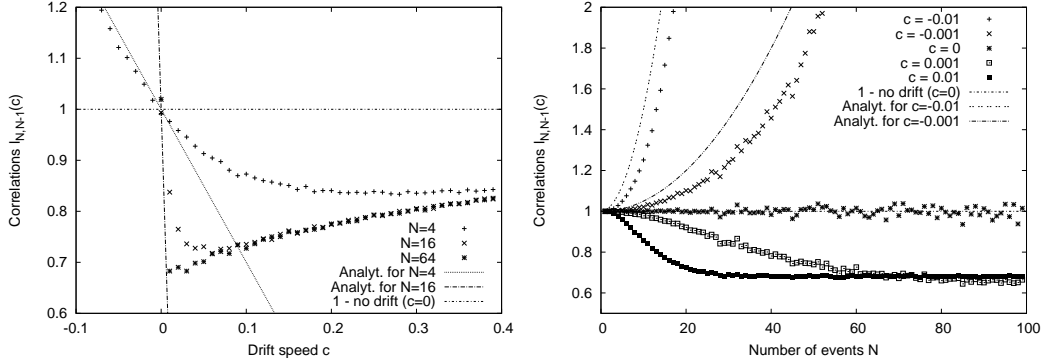 1.2
1.1
1
0.9
0.8
0.7
0.6
-0.1
0
0.1
0.2
0.3
0.4
Correlations l_{N,N-1}(c)
Drift speed c
N=4
N=16
N=64
Analyt. for N=4
Analyt. for N=16
1 - no drift (c=0)
2
1.8
1.6
1.4
1.2
1
0.8
0.6
0
20
40
60
80
100
Correlations l_{N,N-1}(c)
Number of events N
c = -0.01
c = -0.001
c = 0
c = 0.001
c = 0.01
1 - no drift (c=0)
Analyt. for c=-0.01
Analyt. for c=-0.001